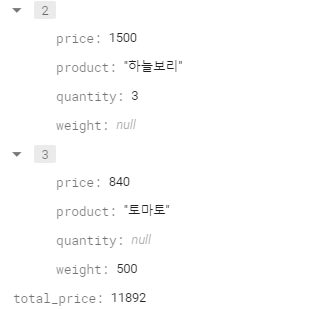 2
price: 1500
product: "하늘보리"
quantity: 3
weight: null
3
price: 840
product: "토마토"
quantity: null
weight: 500
total_price: 11892